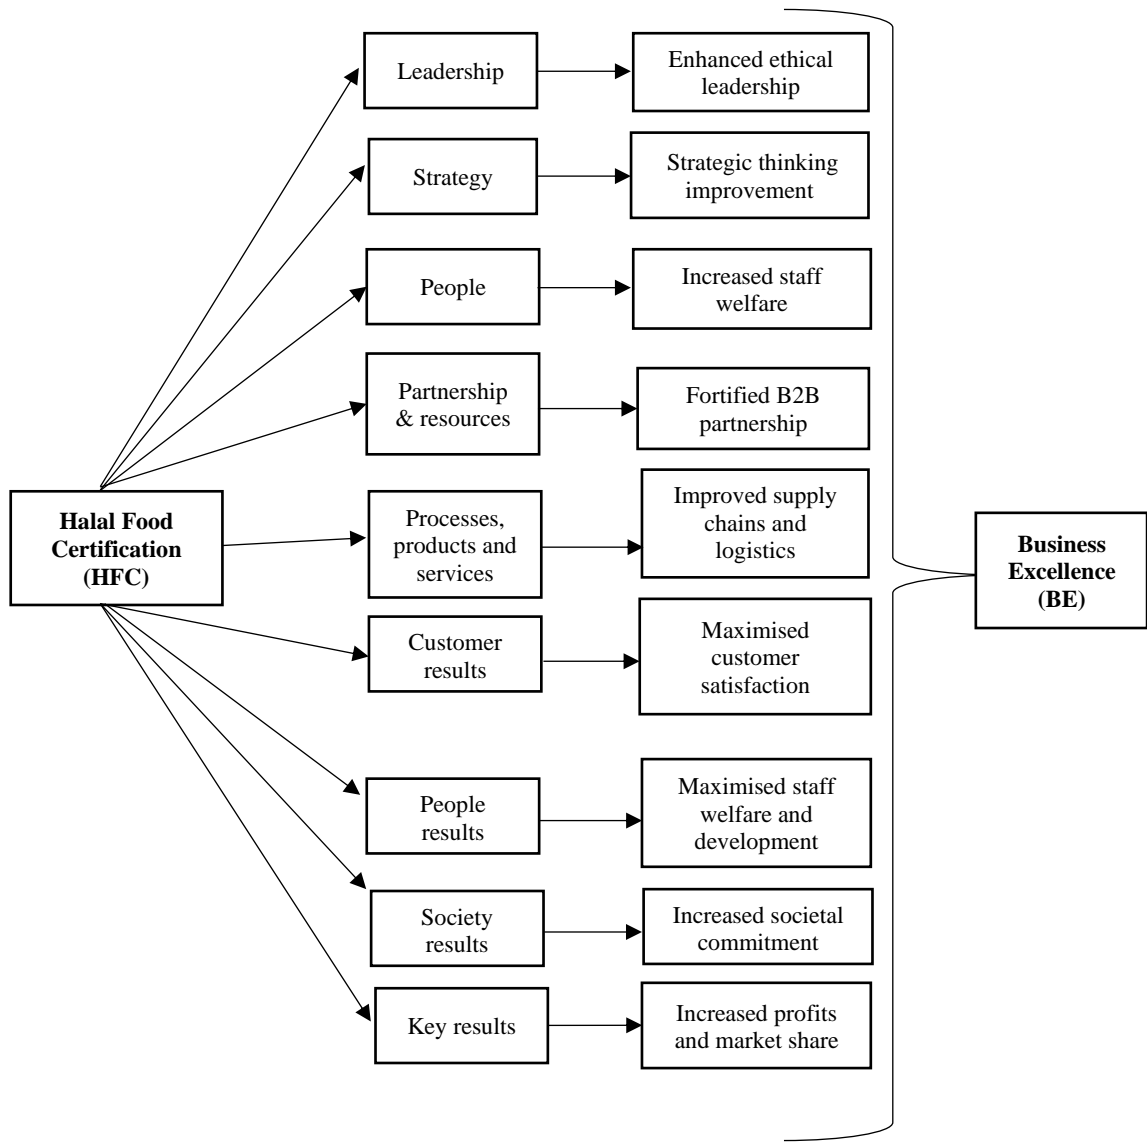 Leadership
Enhanced ethical
leadership
Strategy
Strategic thinking
improvement
People
Increased staff
welfare
Partnership
& resources
Fortified B2B
partnership
Halal Food
Certification
(HFC)
Processes,
products and
services
Improved supply
chains and
logistics
Business
Excellence
(BE)
Customer
results
Maximised
customer
satisfaction
People
results
Maximised staff
welfare and
development
Society
results
Increased societal
commitment
Key results
Increased profits
and market share